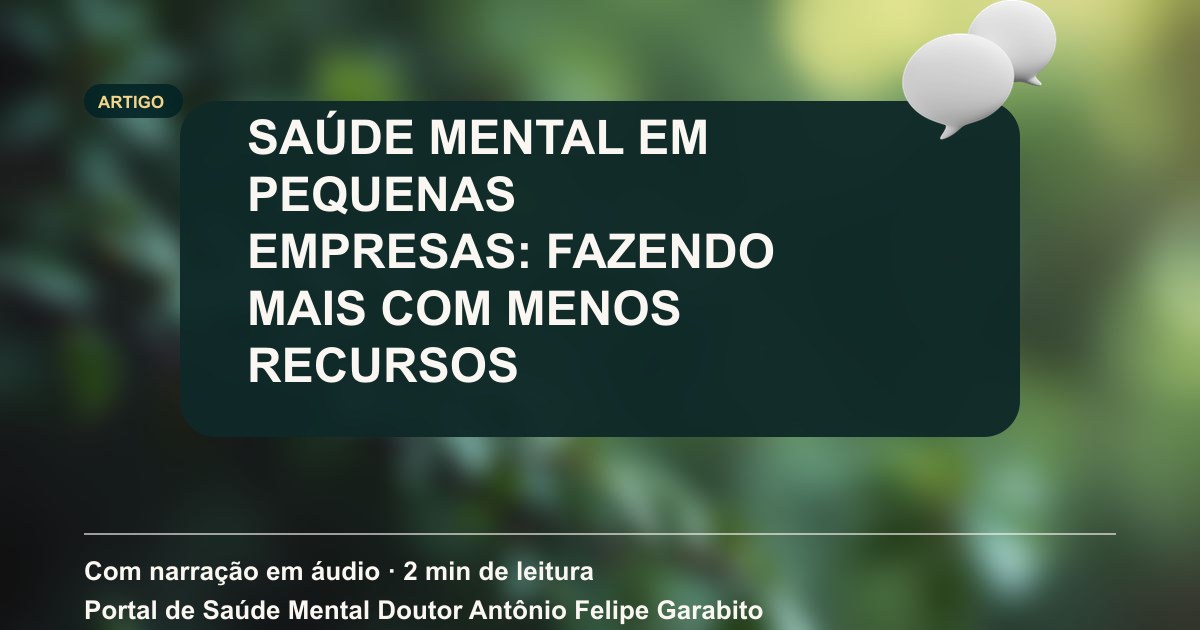 ARTIGO
SAÚDE MENTAL EM
PEQUENAS
EMPRESAS: FAZENDO
MAIS COM MENOS
RECURSOS
Com narração em áudio · 2 min de leitura
Portal de Saúde Mental Doutor Antônio Felipe Garabito